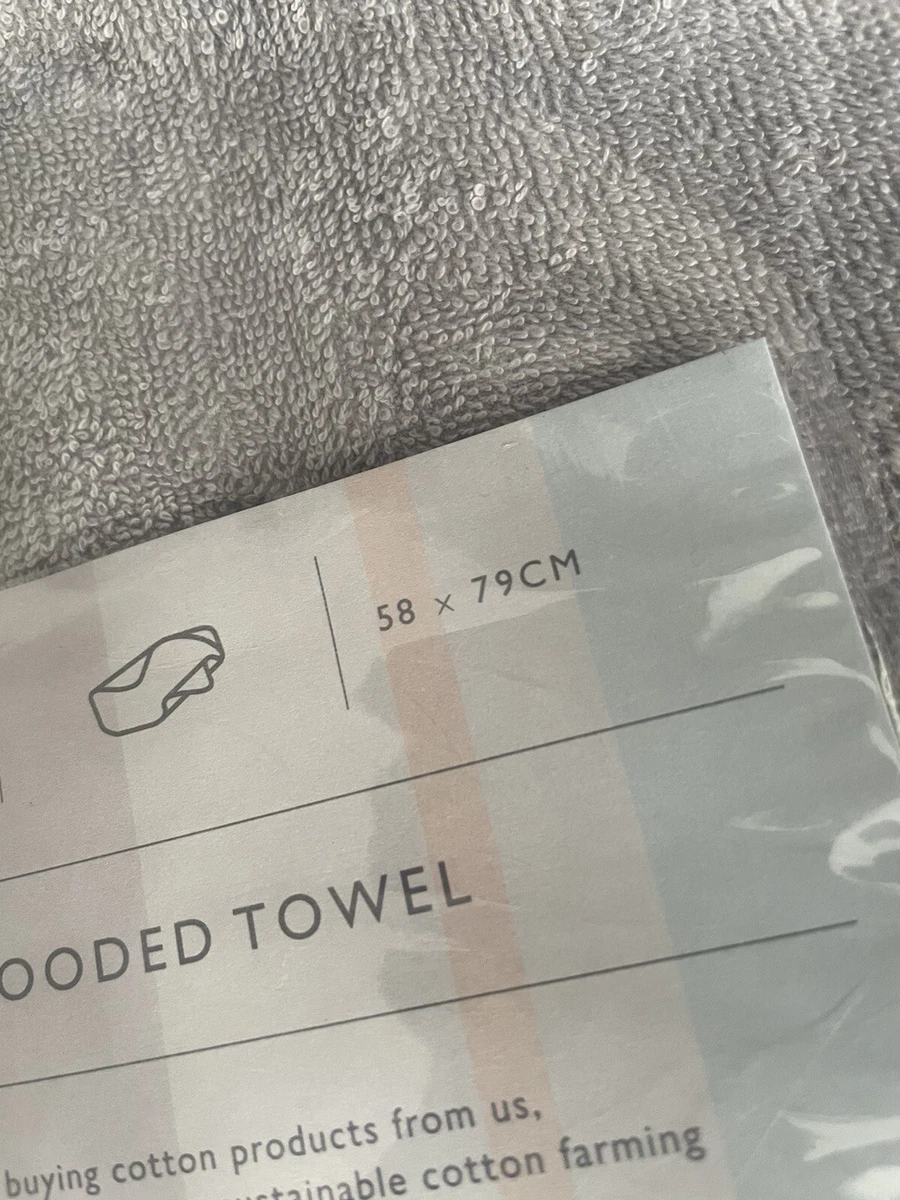 58 × 79CM
OODED TOWEL
buying cotton products from us,
stainable cotton farming